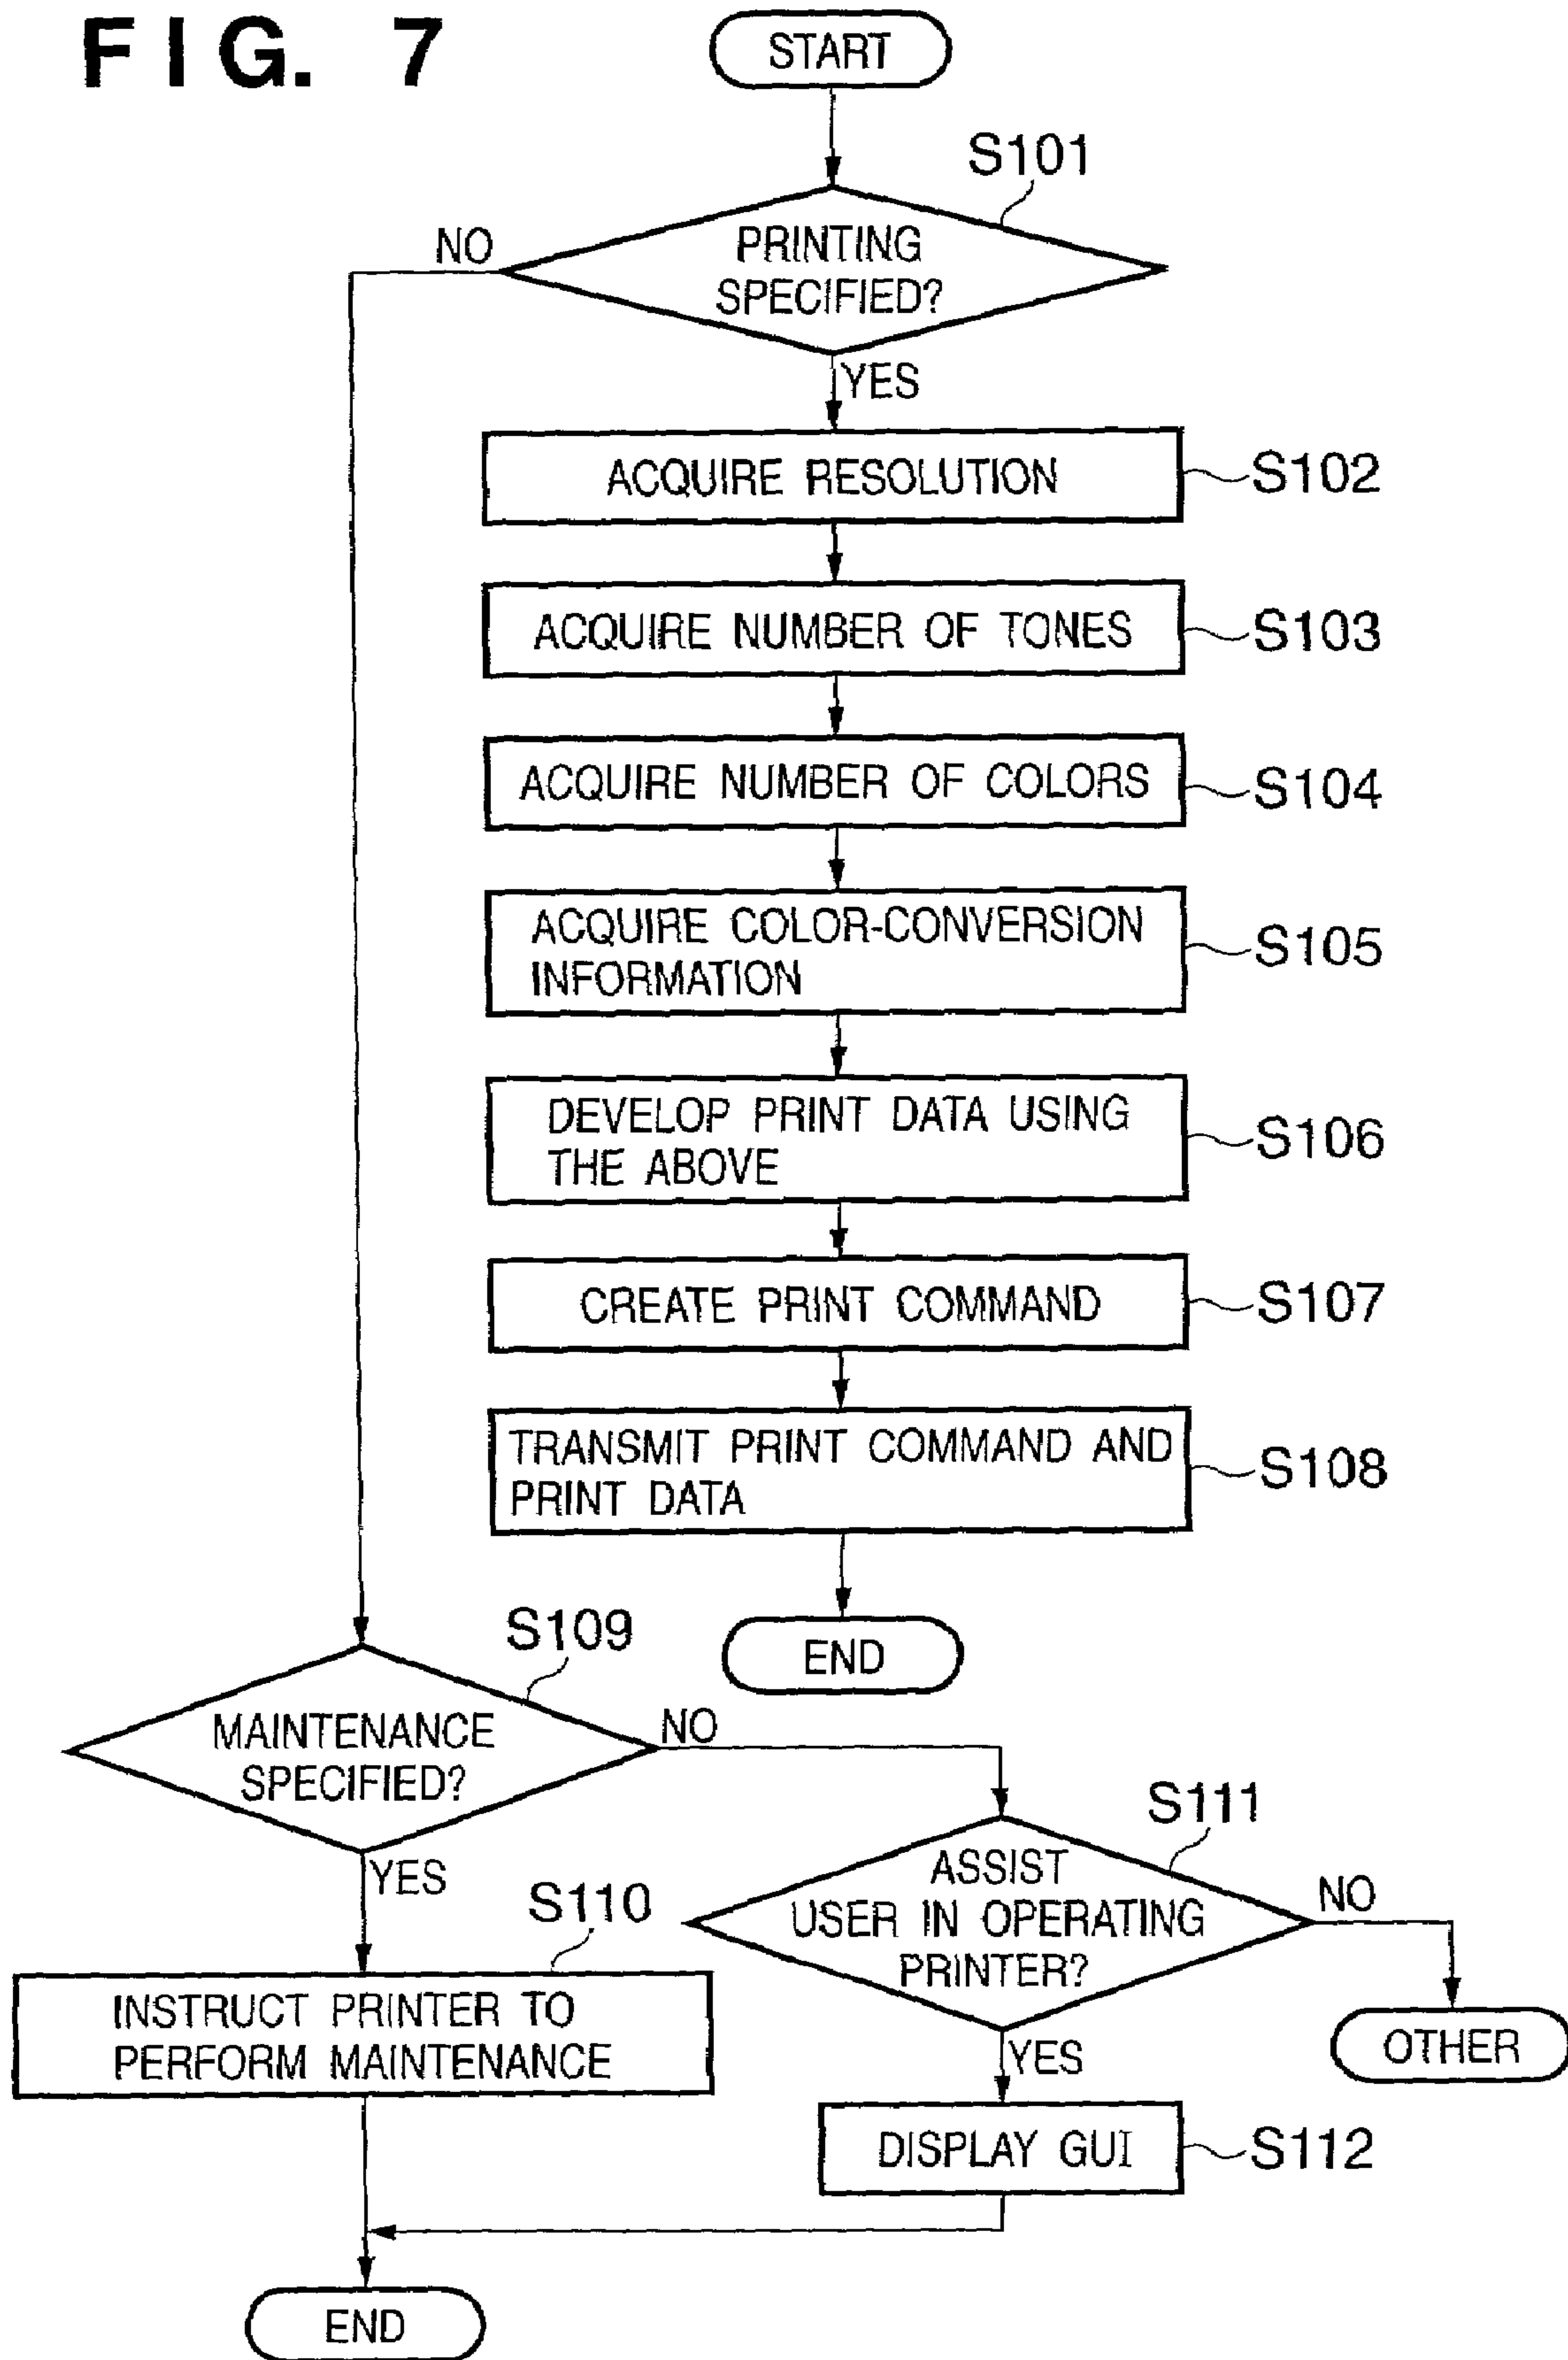 FIG. 7
START
S101
PRINTING
SPECIFIED?
NO
YES
ACQUIRE RESOLUTION
S102
ACQUIRE NUMBER OF TONES
S103
ACQUIRE NUMBER OF COLORS
S104
ACQUIRE COLOR-CONVERSION
INFORMATION
S105
DEVELOP PRINT DATA USING
THE ABOVE
S106
CREATE PRINT COMMAND
S107
TRANSMIT PRINT COMMAND AND
PRINT DATA
S108
END
S109
MAINTENANCE
SPECIFIED?
NO
YES
S110
INSTRUCT PRINTER TO
PERFORM MAINTENANCE
S111
ASSIST
USER IN OPERATING
PRINTER?
NO
OTHER
YES
DISPLAY GUI
S112
END